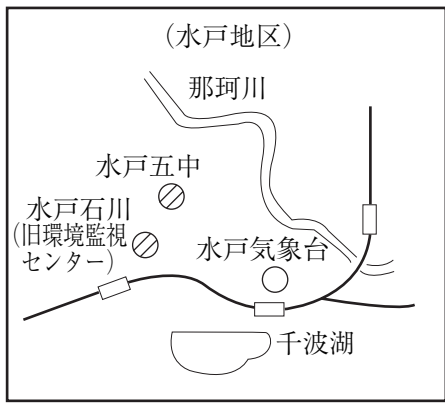 (水戸地区)
那珂川
水戸五中
水戸石川
(旧環境監視
センター)
水戸気象台
千波湖